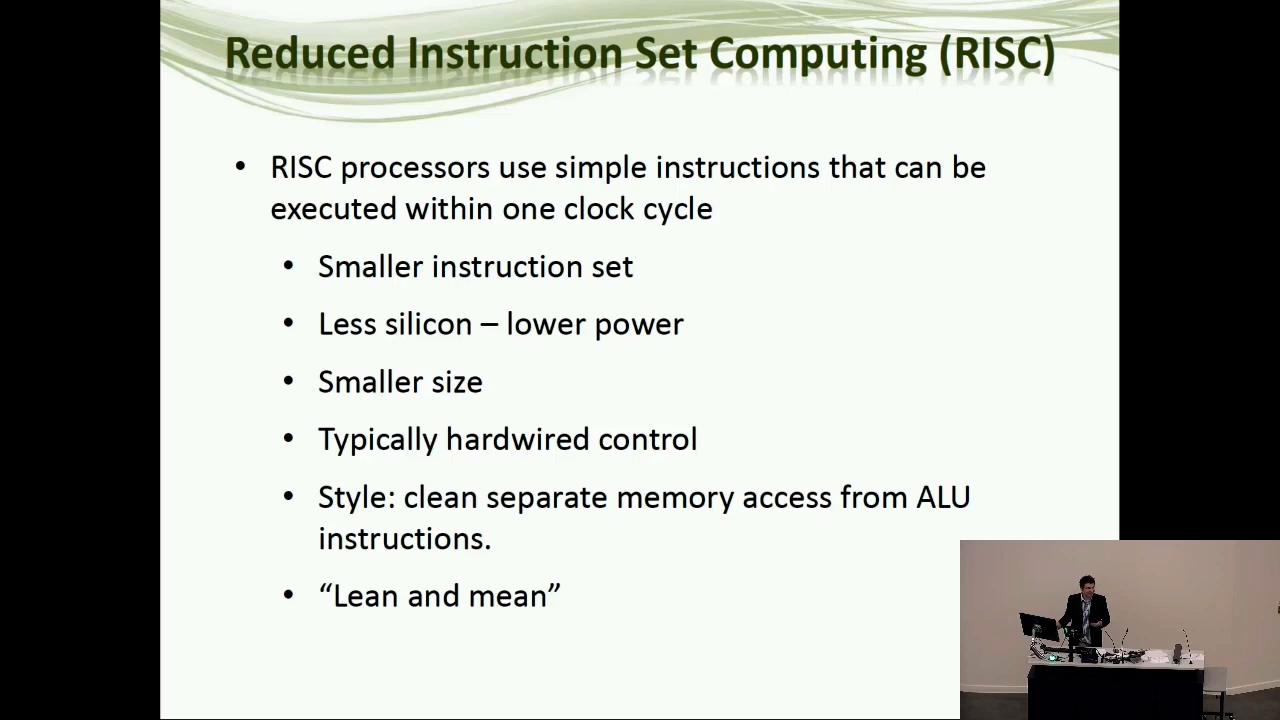 Reduced Instruction Set Computing (RISC)
• RISC processors use simple instructions that can be
executed within one clock cycle
• Smaller instruction set
• Less silicon – lower power
• Smaller size
• Typically hardwired control
• Style: clean separate memory access from ALU
instructions.
• “Lean and mean”